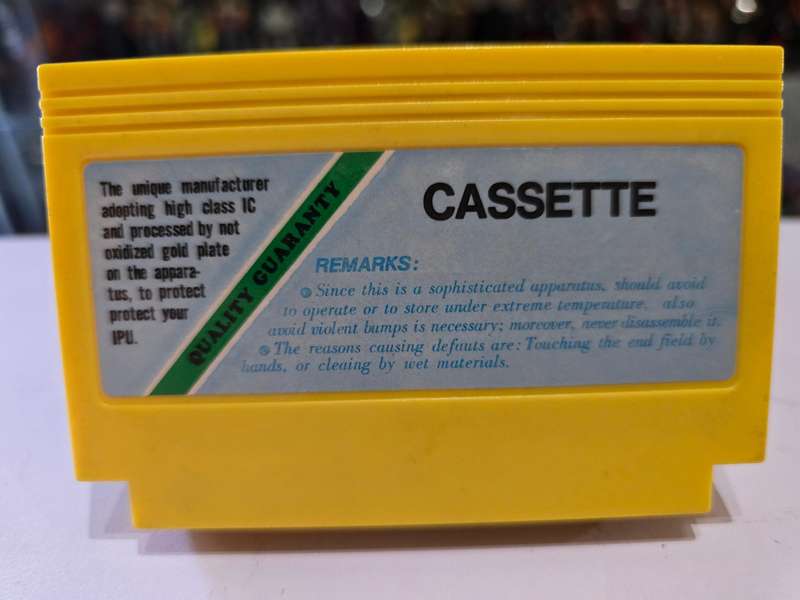 The unique manufacturer
adopting high class IC
and processed by not
oxidized gold plate
on the appara-
tus, to protect
protect your
IPU.
QUALITY GUARANTY
CASSETTE
REMARKS:
Since this is a sophisticated apparatus, should avoid
to operate or to store under extreme temperature. also
avoid violent bumps is necessary; moreover, never disassemble it.
The reasons causing defauts are: Touching the end field by
hands, or cleaing by wet materials.